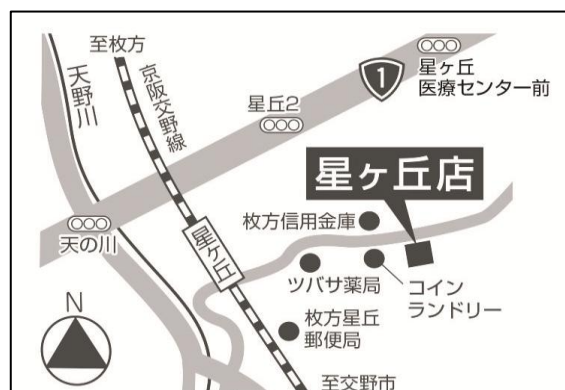 至枚方
天野川
京阪交野線
星丘2
1
星ヶ丘
医療センター前
星ヶ丘店
枚方信用金庫
天の川
星ヶ丘
ツバサ薬局
コイン
ランドリー
N
枚方星丘
郵便局
至交野市